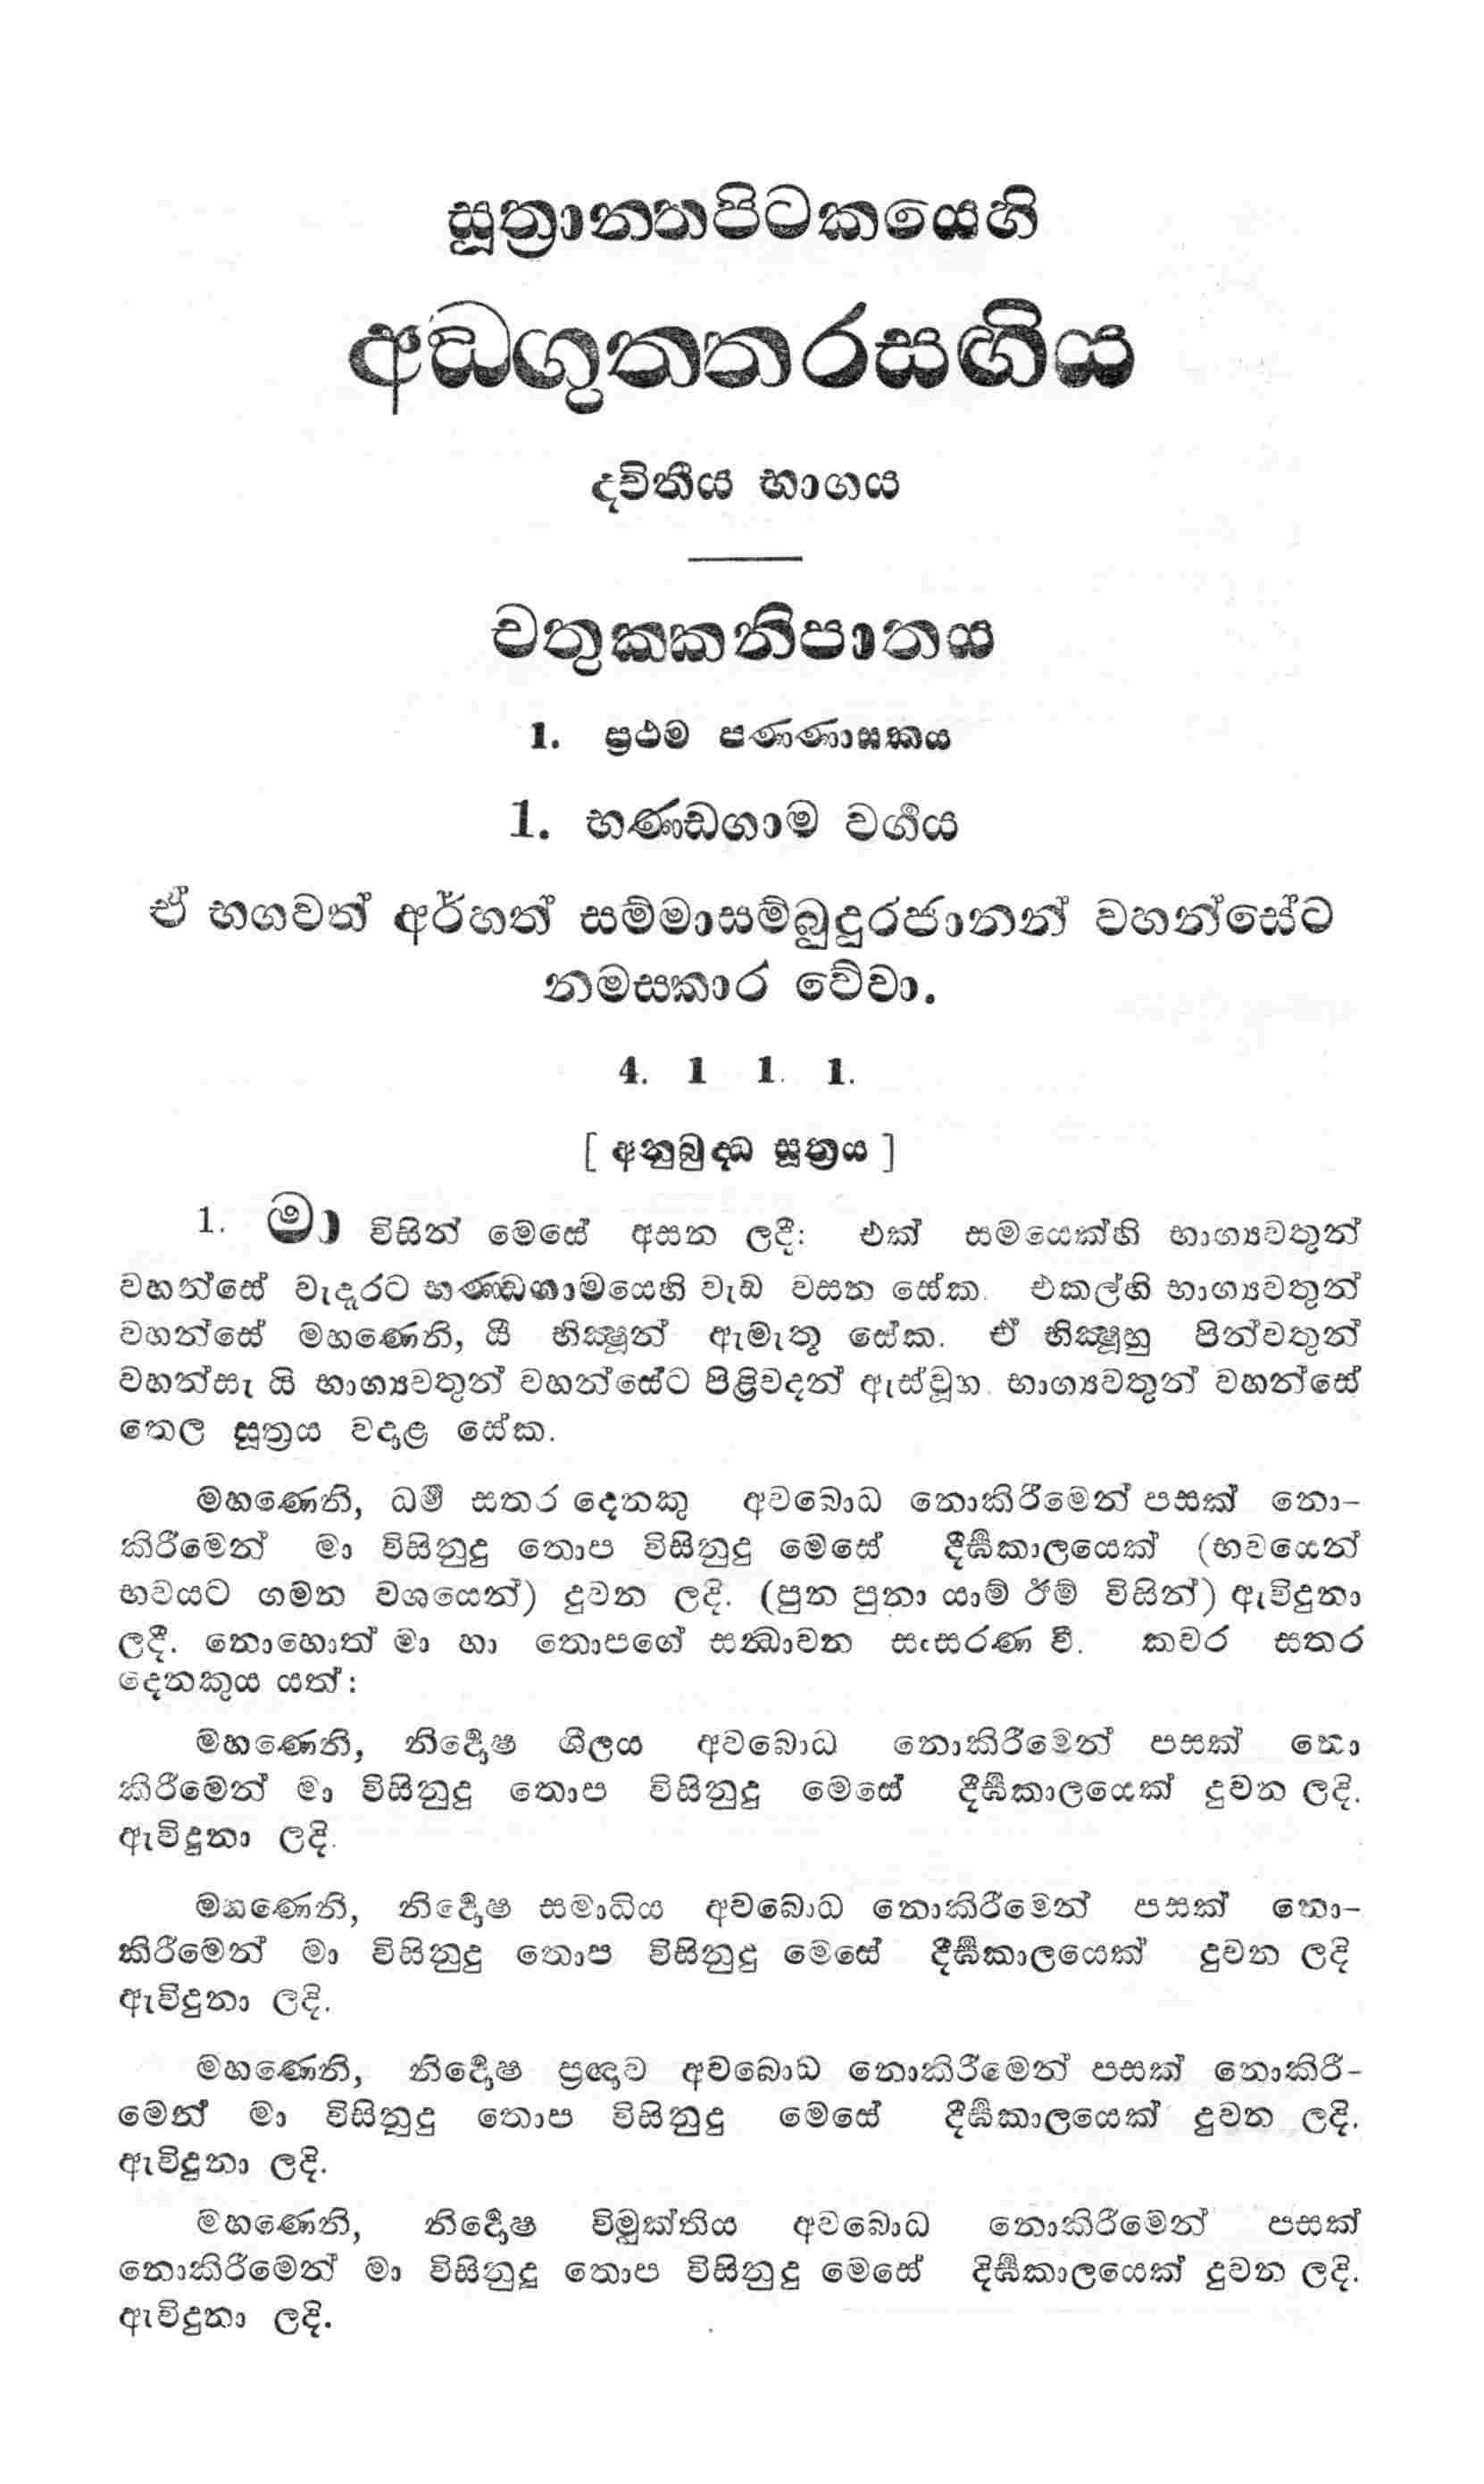 සූත්‍රාන්‍තපිටකයෙහි
අඞ්ගුත්‍තරසඟිය
ද්විතීය භාගය
චතුක්කනිපාතය
1. ප්‍රථම පණ්ණාසකය
1. භණ්ඩගාම වර්‍ගය
ඒ භගවත් අර්හත් සම්මාසම්බුදුරජානන් වහන්සේට
නමස්කාර වේවා.
4. 1 1. 1.
[ අනුබුද්ධ සූත්‍රය ]
1. මා විසින් මෙසේ අසන ලදී: එක් සමයෙක්හි භාග්‍යවතුන්
වහන්සේ වැදෑරට භණ්ඩගාමයෙහි වැඩ වසන සේක. එකල්හි භාග්‍යවතුන්
වහන්සේ මහණෙනි, යී භික්‍ෂූන් ඇමැතූ සේක. ඒ භික්‍ෂූහු පින්වතුන්
වහන්සැ යි භාග්‍යවතුන් වහන්සේට පිළිවදන් ඇස්වූහ. භාග්‍යවතුන් වහන්සේ
තෙල සූත්‍රය වදාළ සේක.
මහණෙනි, ධර්‍ම සතර දෙනකු අවබොධ නොකිරීමෙන් පසක් නො-
කිරීමෙන් මා විසිනුදු තොප විසිනුදු මෙසේ දීර්‍ඝකාලයෙක් (භවයෙන්
භවයට ගමන වශයෙන්) දුවන ලදි. (පුන පුනා යාම් ඊම් විසින්) ඇවිදුනා
ලදී. නොහොත් මා හා තොපගේ සන්‍ධාවන සංසරණ වී. කවර සතර
දෙනකුය යත්:
මහණෙනි, නිර්‍දෝෂ ශීලය අවබොධ නොකිරීමෙන් පසක් නො
කිරීමෙන් මා විසිනුදු තොප විසිනුදු මෙසේ දීර්‍ඝකාලයෙක් දුවන ලදි.
ඇවිදුනා ලදි.
මහණෙනි, නිර්‍දෝෂ සමාධිය අවබොධ නොකිරීමෙන් පසක් නො-
කිරීමෙන් මා විසිනුදු තොප විසිනුදු මෙසේ දීර්‍ඝකාලයෙක් දුවන ලදි
ඇවිදුනා ලදි.
මහණෙනි, නිර්‍දෝෂ ප්‍රඥාව අවබොධ නොකිරීමෙන් පසක් නොකිරී-
මෙන් මා විසිනුදු තොප විසිනුදු මෙසේ දීර්‍ඝකාලයෙක් දුවන ලදි.
ඇවිදුනා ලදි.
මහණෙනි, නිර්‍දෝෂ විමුක්තිය අවබොධ නොකිරීමෙන් පසක්
නොකිරීමෙන් මා විසිනුදු තොප විසිනුදු මෙසේ දිර්‍ඝකාලයෙක් දුවන ලදි.
ඇවිදුනා ලදි.